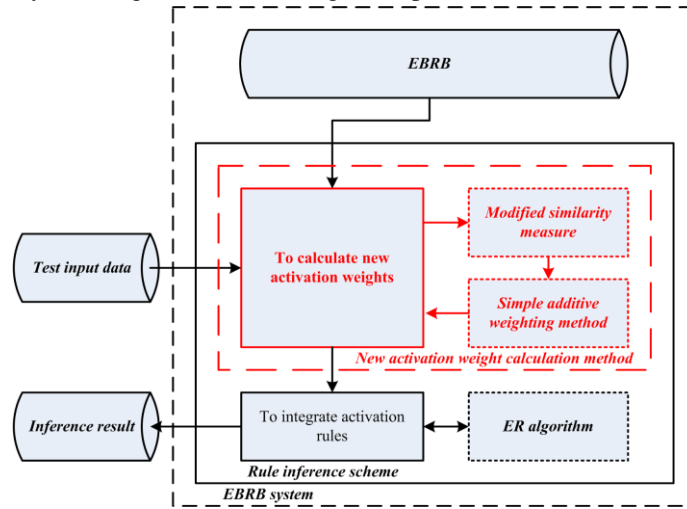 EBRB
Modified similarity
measure
To calculate new
activation weights
Test input data
Simple additive
weighting method
New activation weight calculation method
To integrate activation
rules
Inference result
ER algorithm
Rule inference scheme
EBRB system